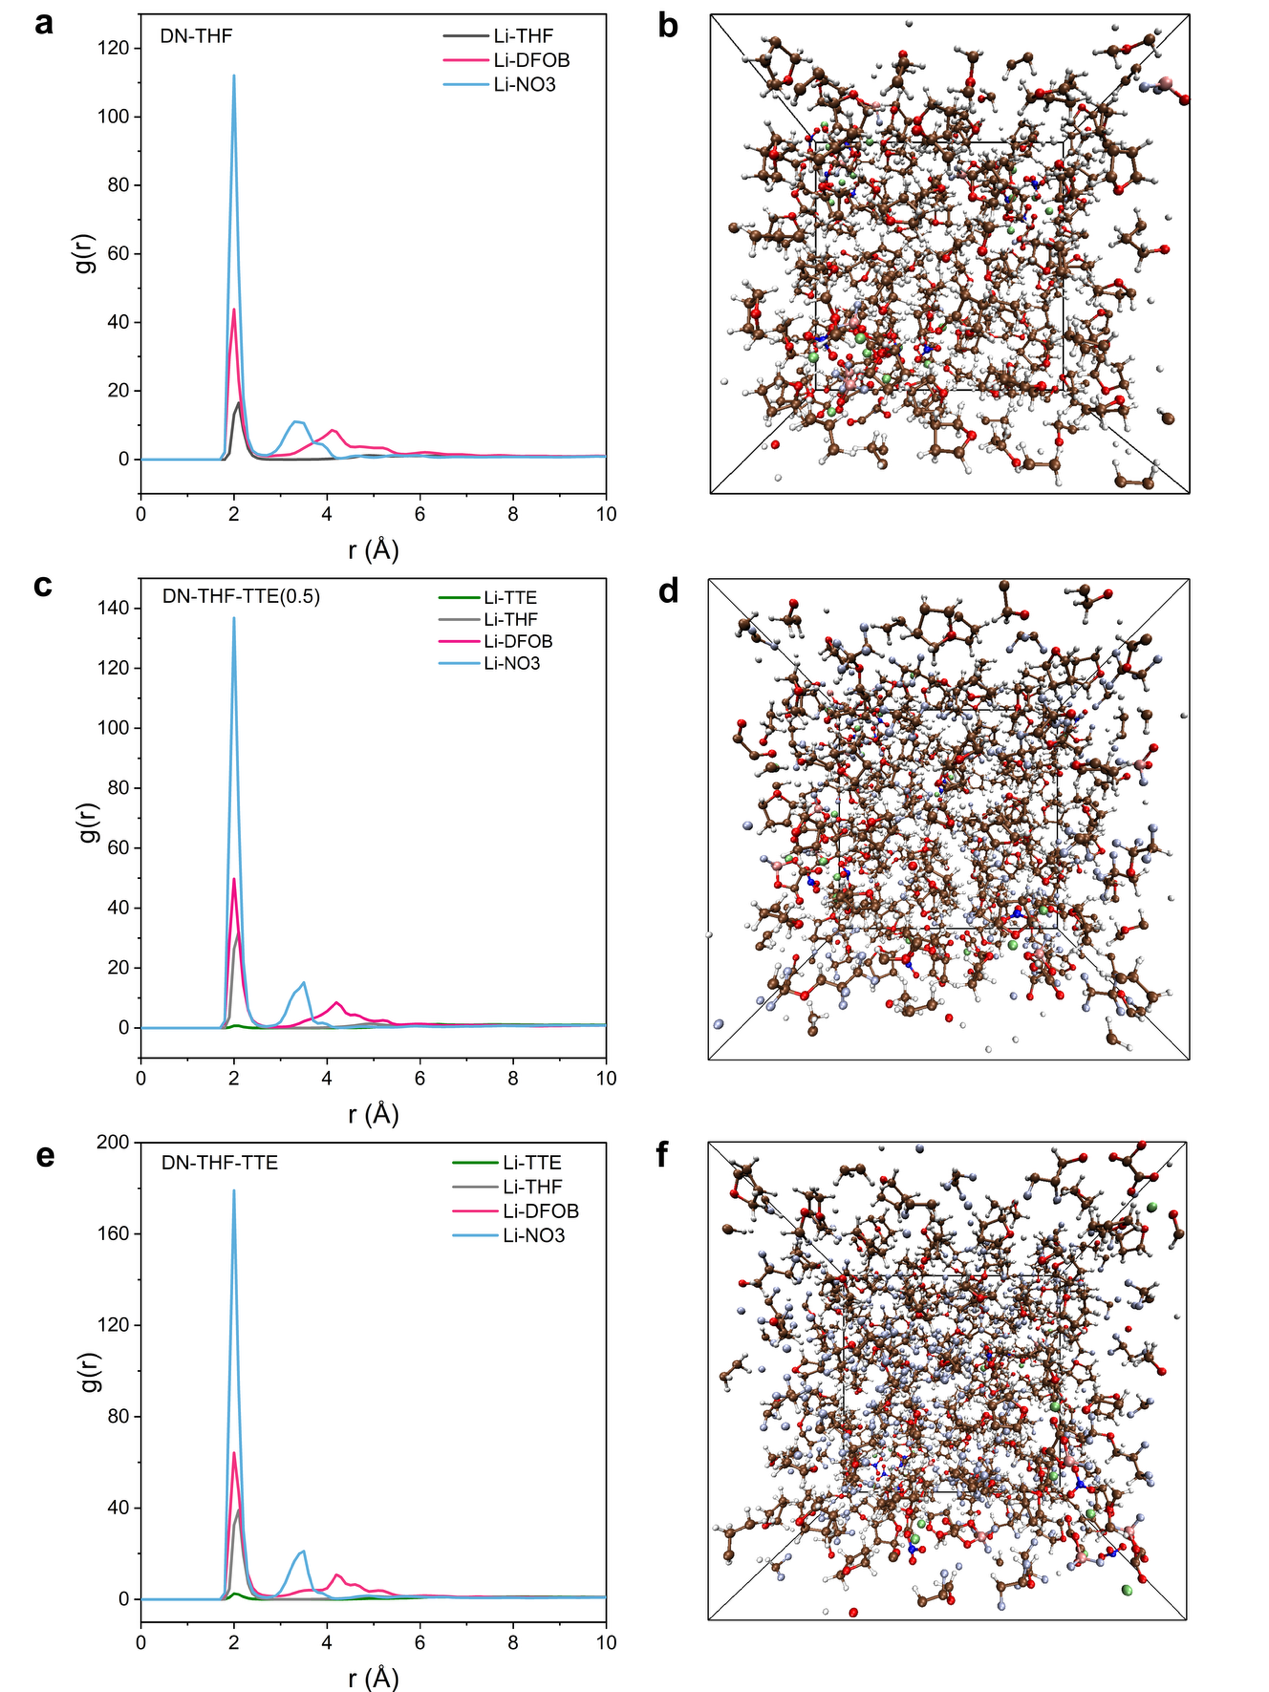 a
DN-THF
Li-THF
Li-DFOB
Li-NO3
120
100
80
60
40
20
0
g(r)
0 2 4 6 8 10
r (Å)
b
c
DN-THF-TTE(0.5)
Li-TTE
Li-THF
Li-DFOB
Li-NO3
140
120
100
80
60
40
20
0
g(r)
0 2 4 6 8 10
r (Å)
d
e
DN-THF-TTE
Li-TTE
Li-THF
Li-DFOB
Li-NO3
200
160
120
80
40
0
g(r)
0 2 4 6 8 10
r (Å)
f